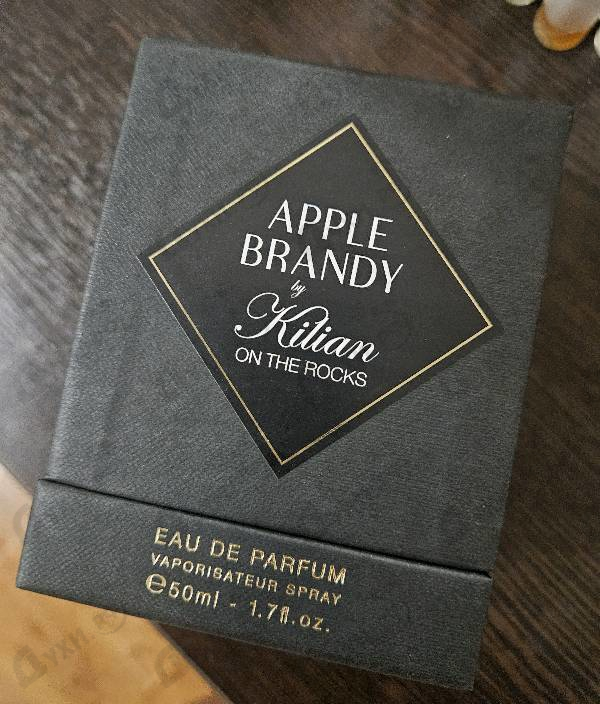 APPLE
BRANDY
by
Kilian
ON THE ROCKS
EAU DE PARFUM
VAPORISATEUR SPRAY
℮50ml - 1.7fl.oz.